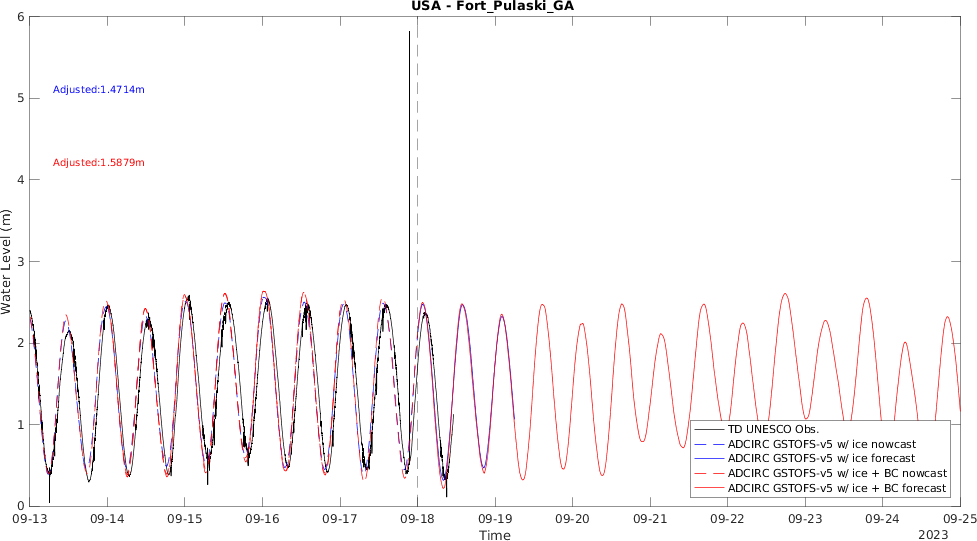 USA - Fort_Pulaski_GA
6
5
4
3
2
1
0
Water Level (m)
Adjusted:1.4714m
Adjusted:1.5879m
TD UNESCO Obs.
ADCIRC GSTOFS-v5 w/ ice nowcast
ADCIRC GSTOFS-v5 w/ ice forecast
ADCIRC GSTOFS-v5 w/ ice + BC nowcast
ADCIRC GSTOFS-v5 w/ ice + BC forecast
09-13 09-14 09-15 09-16 09-17 09-18 09-19 09-20 09-21 09-22 09-23 09-24 09-25
Time
2023